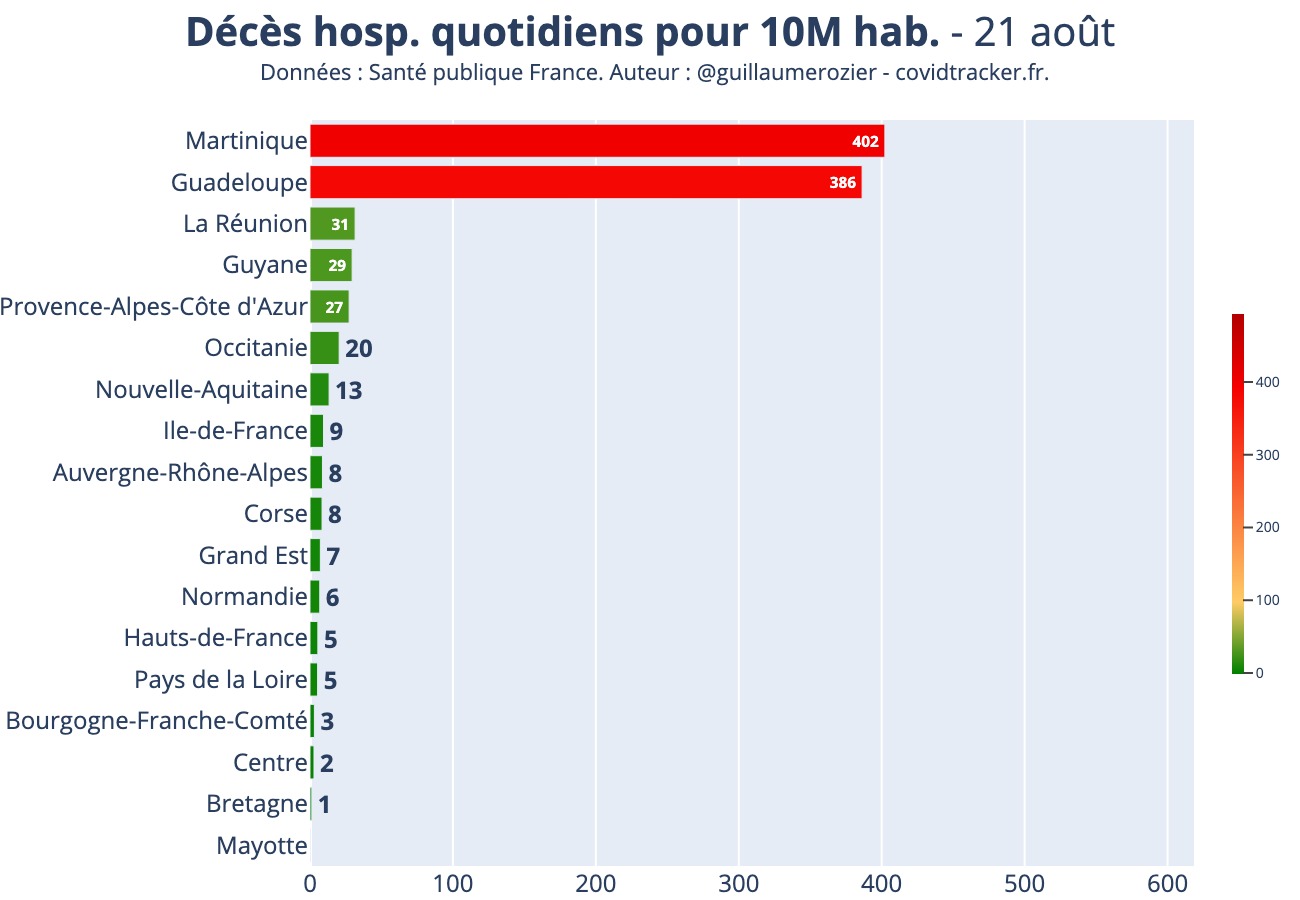 Décès hosp. quotidiens pour 10M hab. - 21 août
Données : Santé publique France. Auteur : @guillaumerozier - covidtracker.fr.
Martinique 402
Guadeloupe 386
La Réunion 31
Guyane 29
Provence-Alpes-Côte d'Azur 27
Occitanie 20
Nouvelle-Aquitaine 13
Ile-de-France 9
Auvergne-Rhône-Alpes 8
Corse 8
Grand Est 7
Normandie 6
Hauts-de-France 5
Pays de la Loire 5
Bourgogne-Franche-Comté 3
Centre 2
Bretagne 1
Mayotte
0 100 200 300 400 500 600
400
300
200
100
0